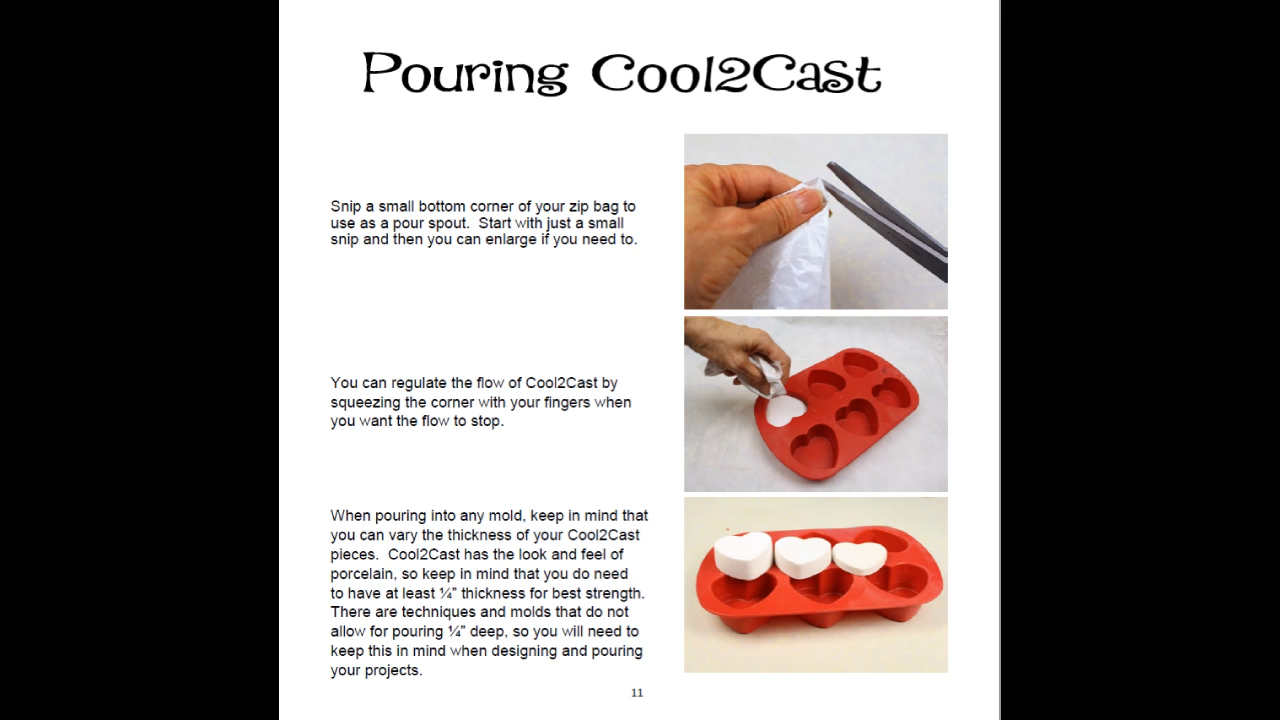 Pouring Cool2Cast
Snip a small bottom corner of your zip bag to
use as a pour spout.  Start with just a small
snip and then you can enlarge if you need to.
You can regulate the flow of Cool2Cast by
squeezing the corner with your fingers when
you want the flow to stop.
When pouring into any mold, keep in mind that
you can vary the thickness of your Cool2Cast
pieces.  Cool2Cast has the look and feel of
porcelain, so keep in mind that you do need
to have at least ¼” thickness for best strength.
There are techniques and molds that do not
allow for pouring ¼” deep, so you will need to
keep this in mind when designing and pouring
your projects.
11